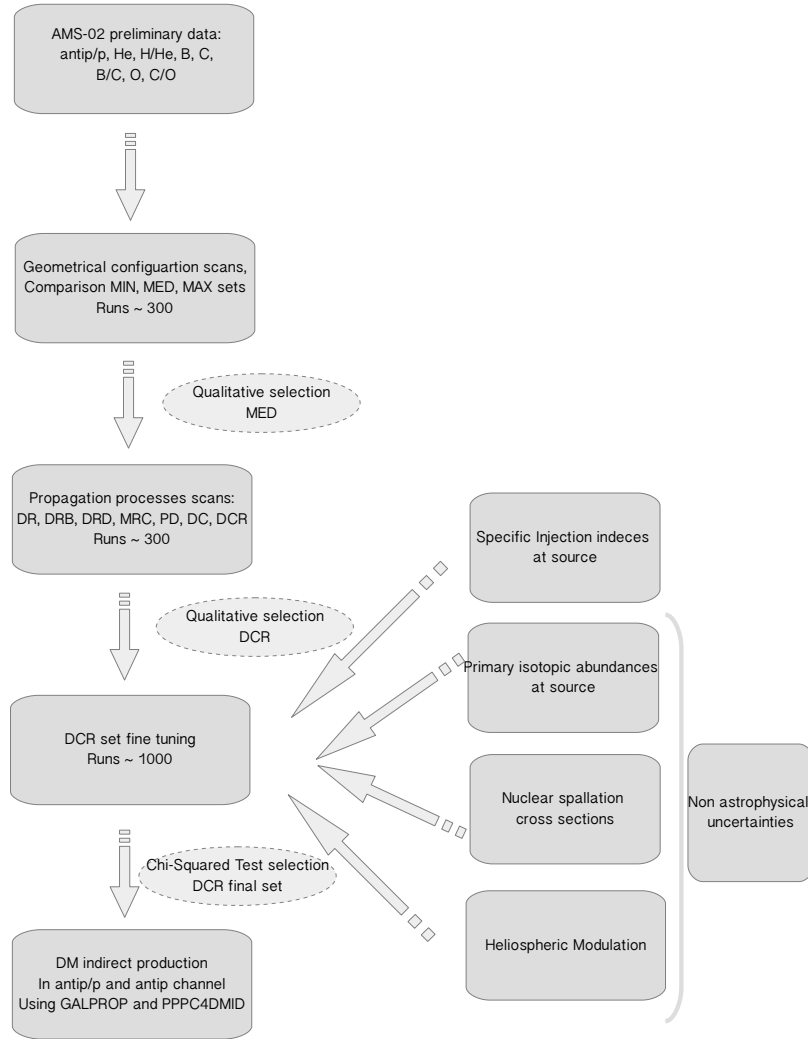 AMS-02 preliminary data:
antip/p, He, H/He, B, C,
B/C, O, C/O
Geometrical configuartion scans,
Comparison MIN, MED, MAX sets
Runs ~ 300
Qualitative selection
MED
Propagation processes scans:
DR, DRB, DRD, MRC, PD, DC, DCR
Runs ~ 300
Specific Injection indeces
at source
Qualitative selection
DCR
Primary isotopic abundances
at source
DCR set fine tuning
Runs ~ 1000
Nuclear spallation
cross sections
Non astrophysical
uncertainties
Chi-Squared Test selection
DCR final set
Heliospheric Modulation
DM indirect production
In antip/p and antip channel
Using GALPROP and PPPC4DMID